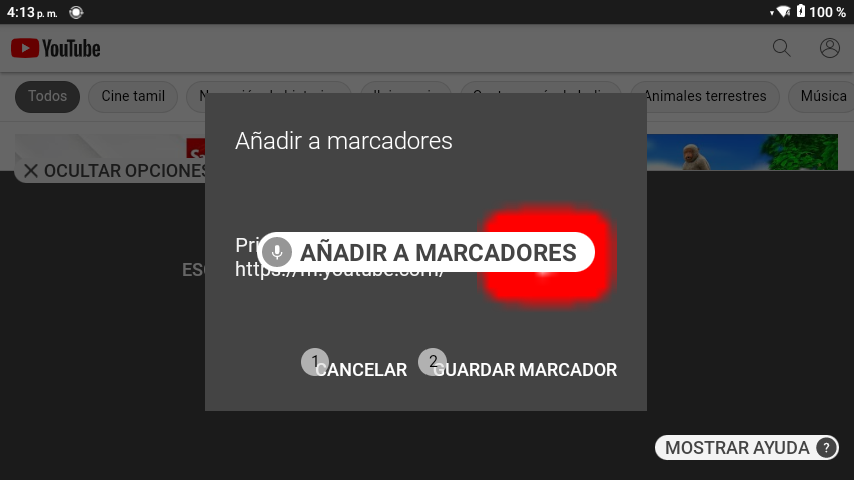 4:13 p. m.
100 %
YouTube
Todos
Cine tamil
Animales terrestres
Música
Añadir a marcadores
OCULTAR OPCIONES
AÑADIR A MARCADORES
https://m.youtube.com/
1 CANCELAR
2 GUARDAR MARCADOR
MOSTRAR AYUDA ?